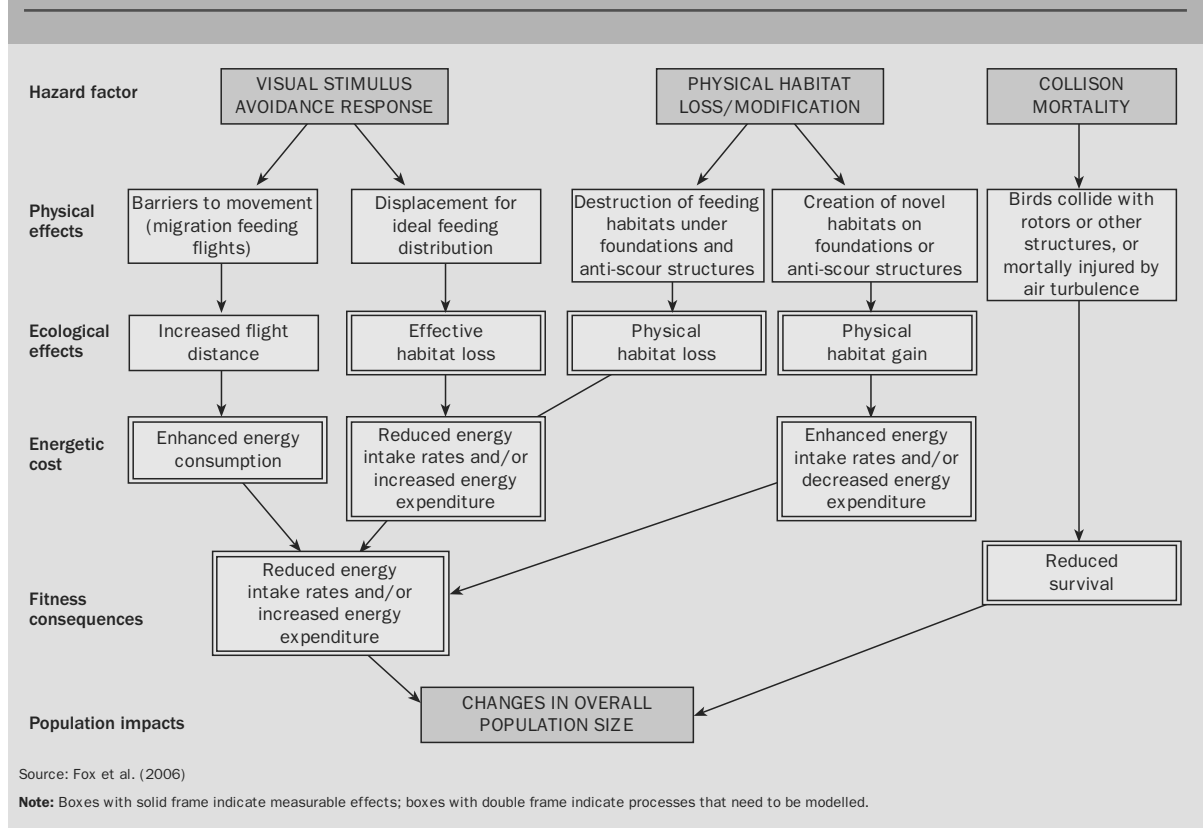 Hazard factor
VISUAL STIMULUS
AVOIDANCE RESPONSE
PHYSICAL HABITAT
LOSS/MODIFICATION
COLLISON
MORTALITY
Physical
effects
Barriers to movement
(migration feeding
flights)
Displacement for
ideal feeding
distribution
Destruction of feeding
habitats under
foundations and
anti-scour structures
Creation of novel
habitats on
foundations or
anti-scour structures
Birds collide with
rotors or other
structures, or
mortally injured by
air turbulence
Ecological
effects
Increased flight
distance
Effective
habitat loss
Physical
habitat loss
Physical
habitat gain
Energetic
cost
Enhanced energy
consumption
Reduced energy
intake rates and/or
increased energy
expenditure
Enhanced energy
intake rates and/or
decreased energy
expenditure
Fitness
consequences
Reduced energy
intake rates and/or
increased energy
expenditure
Reduced
survival
Population impacts
CHANGES IN OVERALL
POPULATION SIZE
Source: Fox et al. (2006)
Note: Boxes with solid frame indicate measurable effects; boxes with double frame indicate processes that need to be modelled.